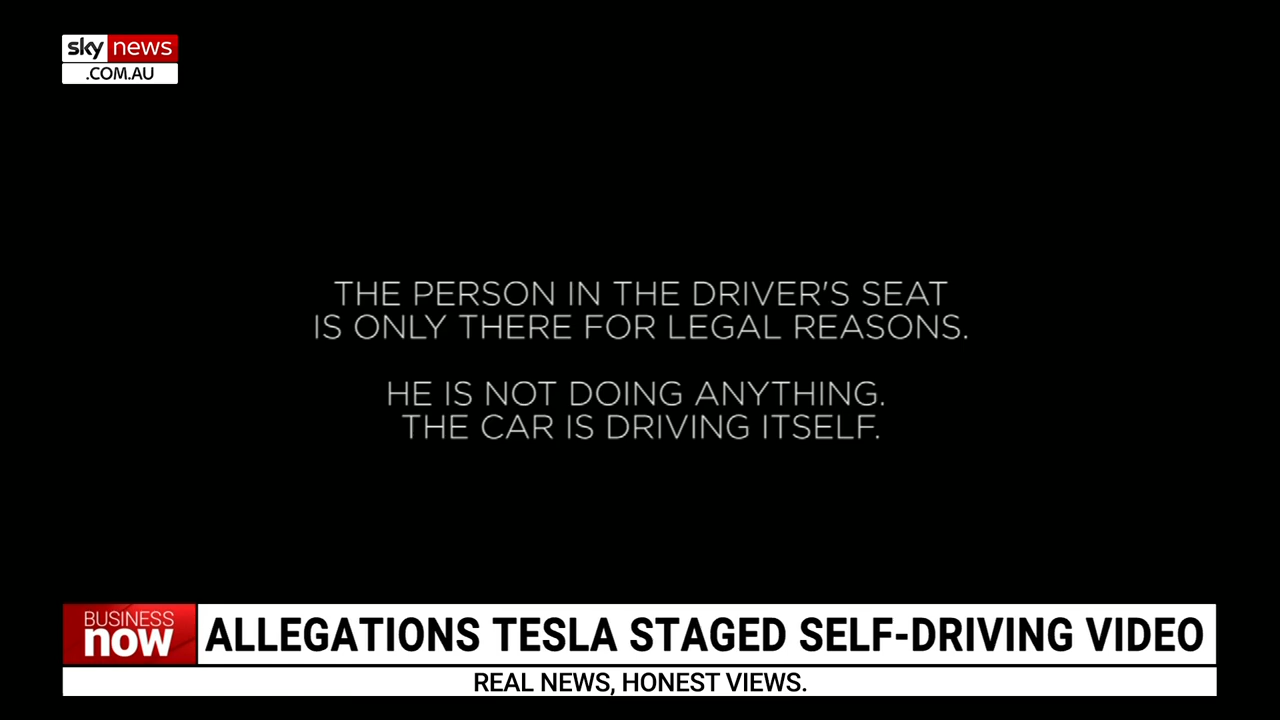 sky news
.COM.AU
THE PERSON IN THE DRIVER'S SEAT
IS ONLY THERE FOR LEGAL REASONS.
HE IS NOT DOING ANYTHING.
THE CAR IS DRIVING ITSELF.
BUSINESS
now
ALLEGATIONS TESLA STAGED SELF-DRIVING VIDEO
REAL NEWS, HONEST VIEWS.